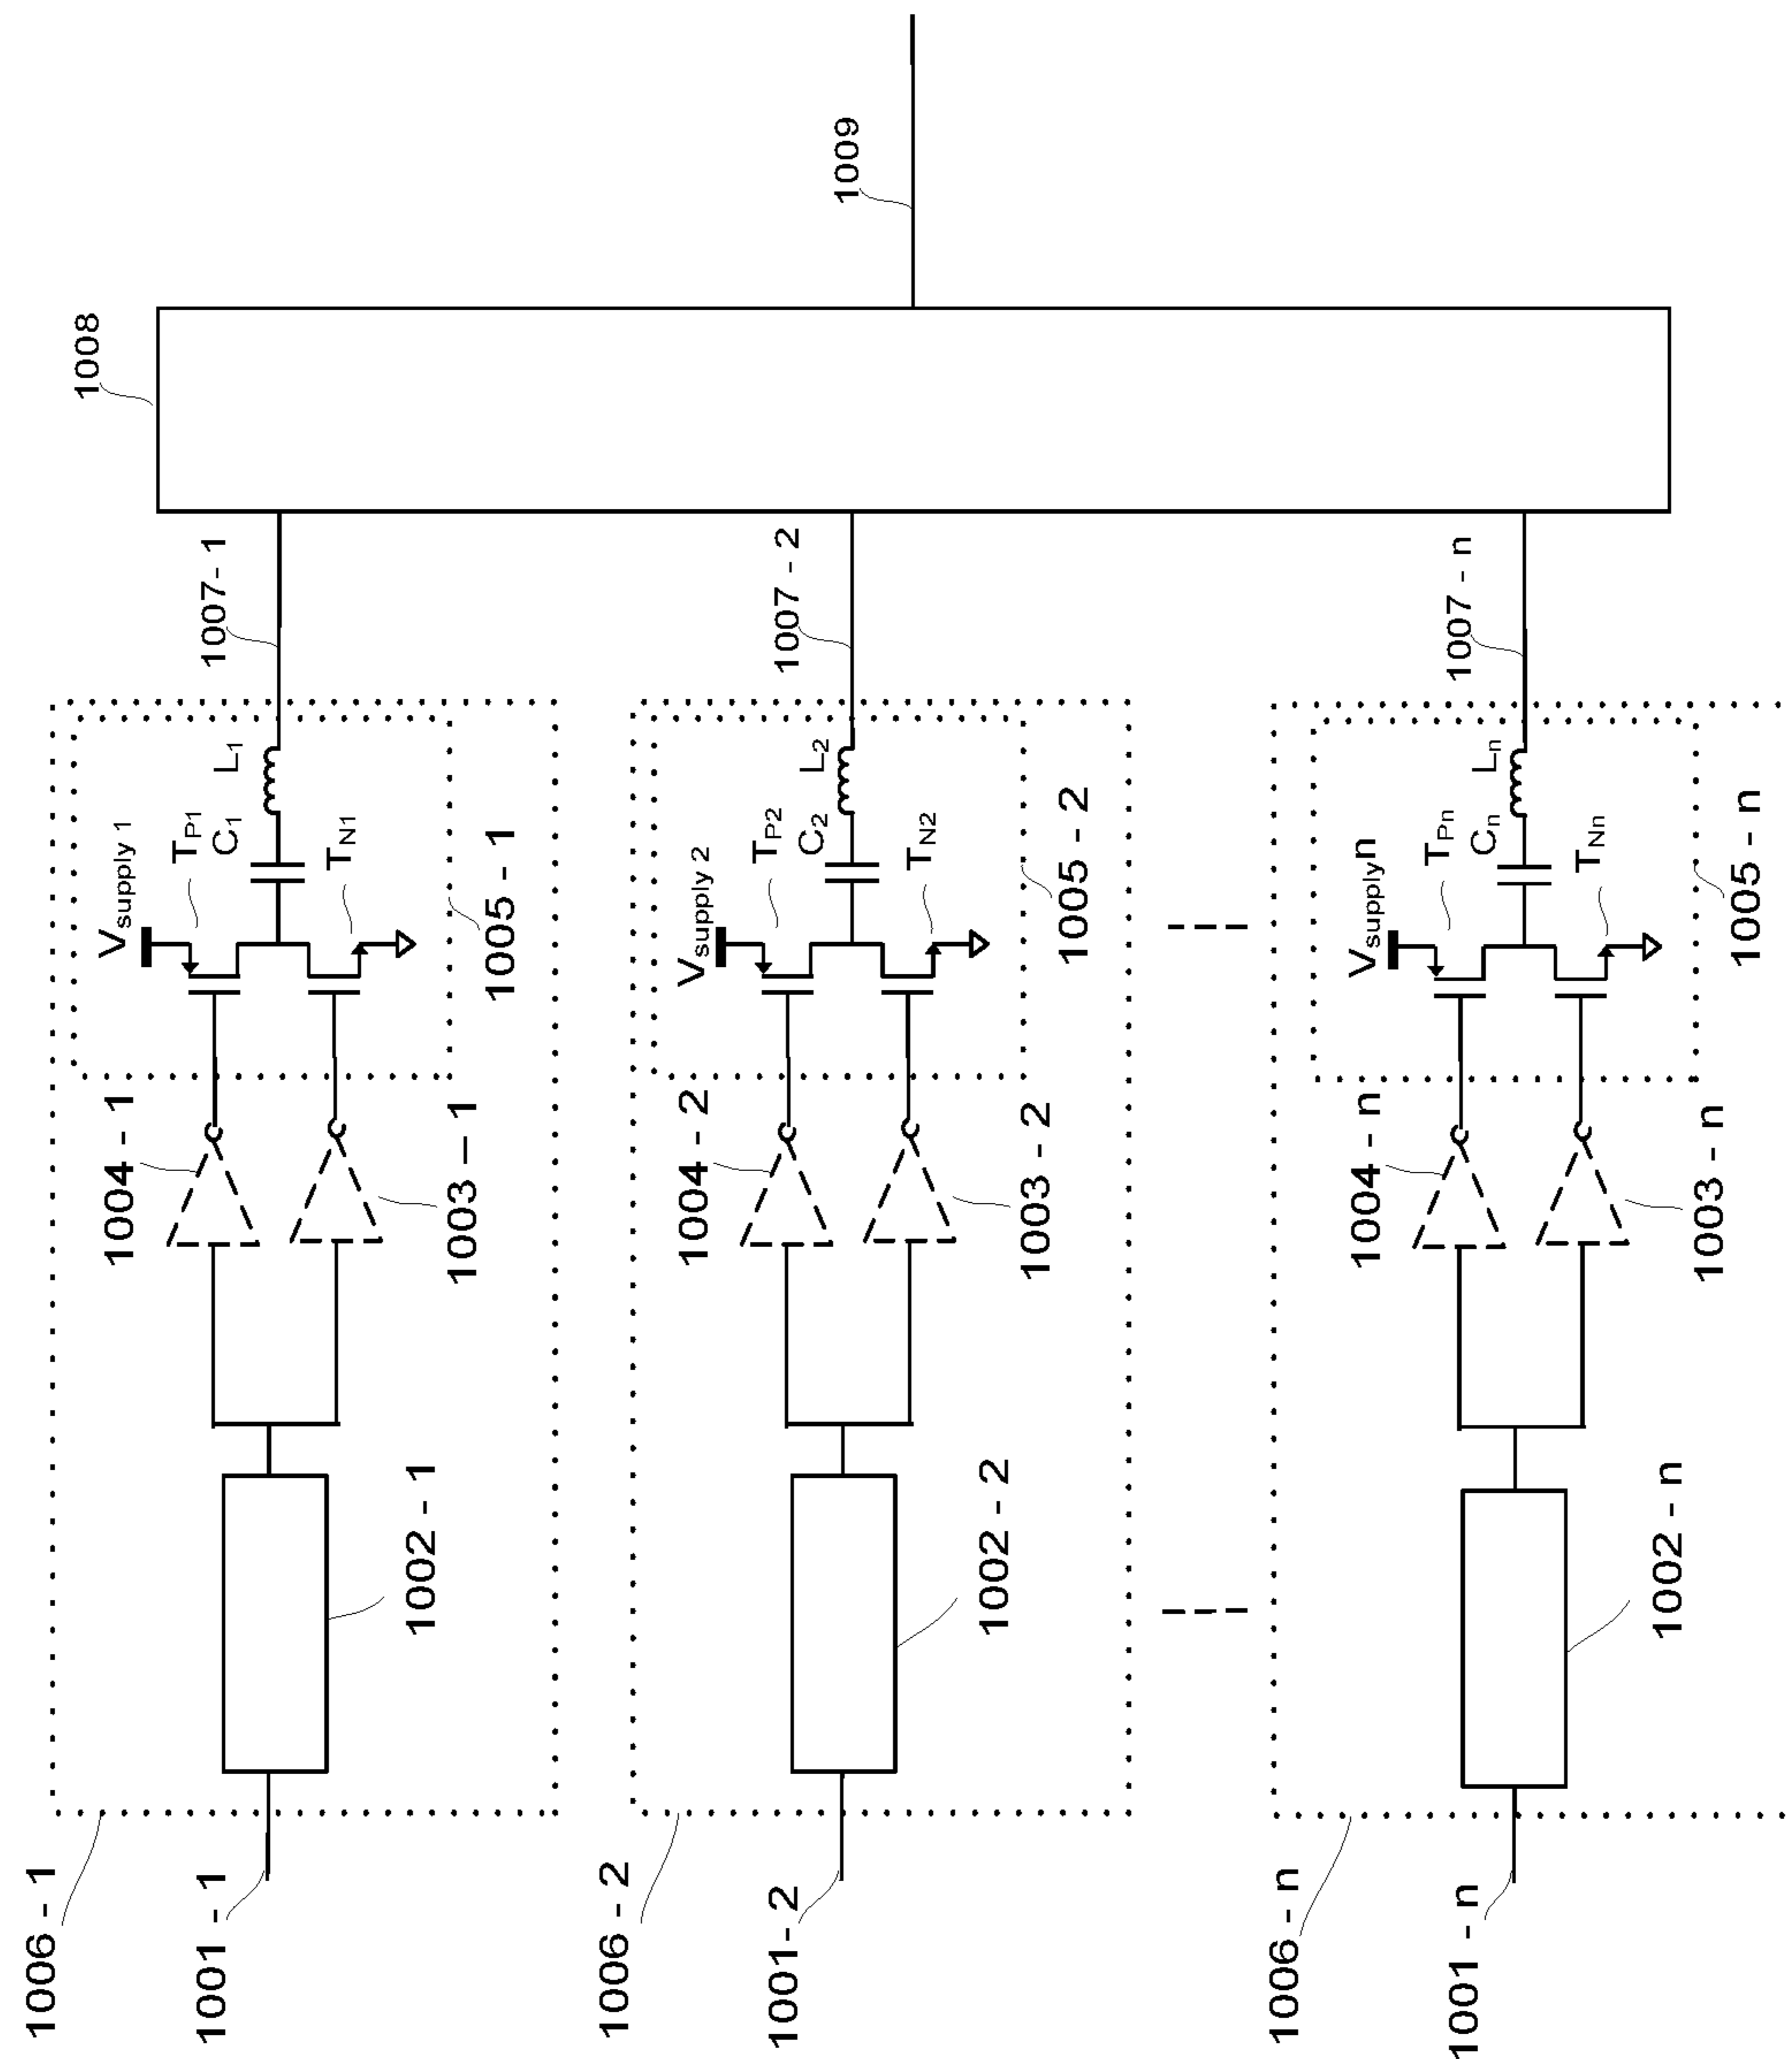 1009
1008
1007-1
1007 - 2
1007 - n
V supply 1
TP1
C1
L1
TN1
1005 - 1
V supply 2
TP2
C2
L2
TN2
1005 - 2
Vsupplyn
TPn
Cn
Ln
TNn
1005 - n
1004 - 1
1003 – 1
1004 - 2
1003 - 2
1004 - n
1003 - n
1002 - 1
1002 - 2
1002 - n
1006 - 1
1001 - 1
1006 - 2
1001- 2
1006 - n
1001 - n